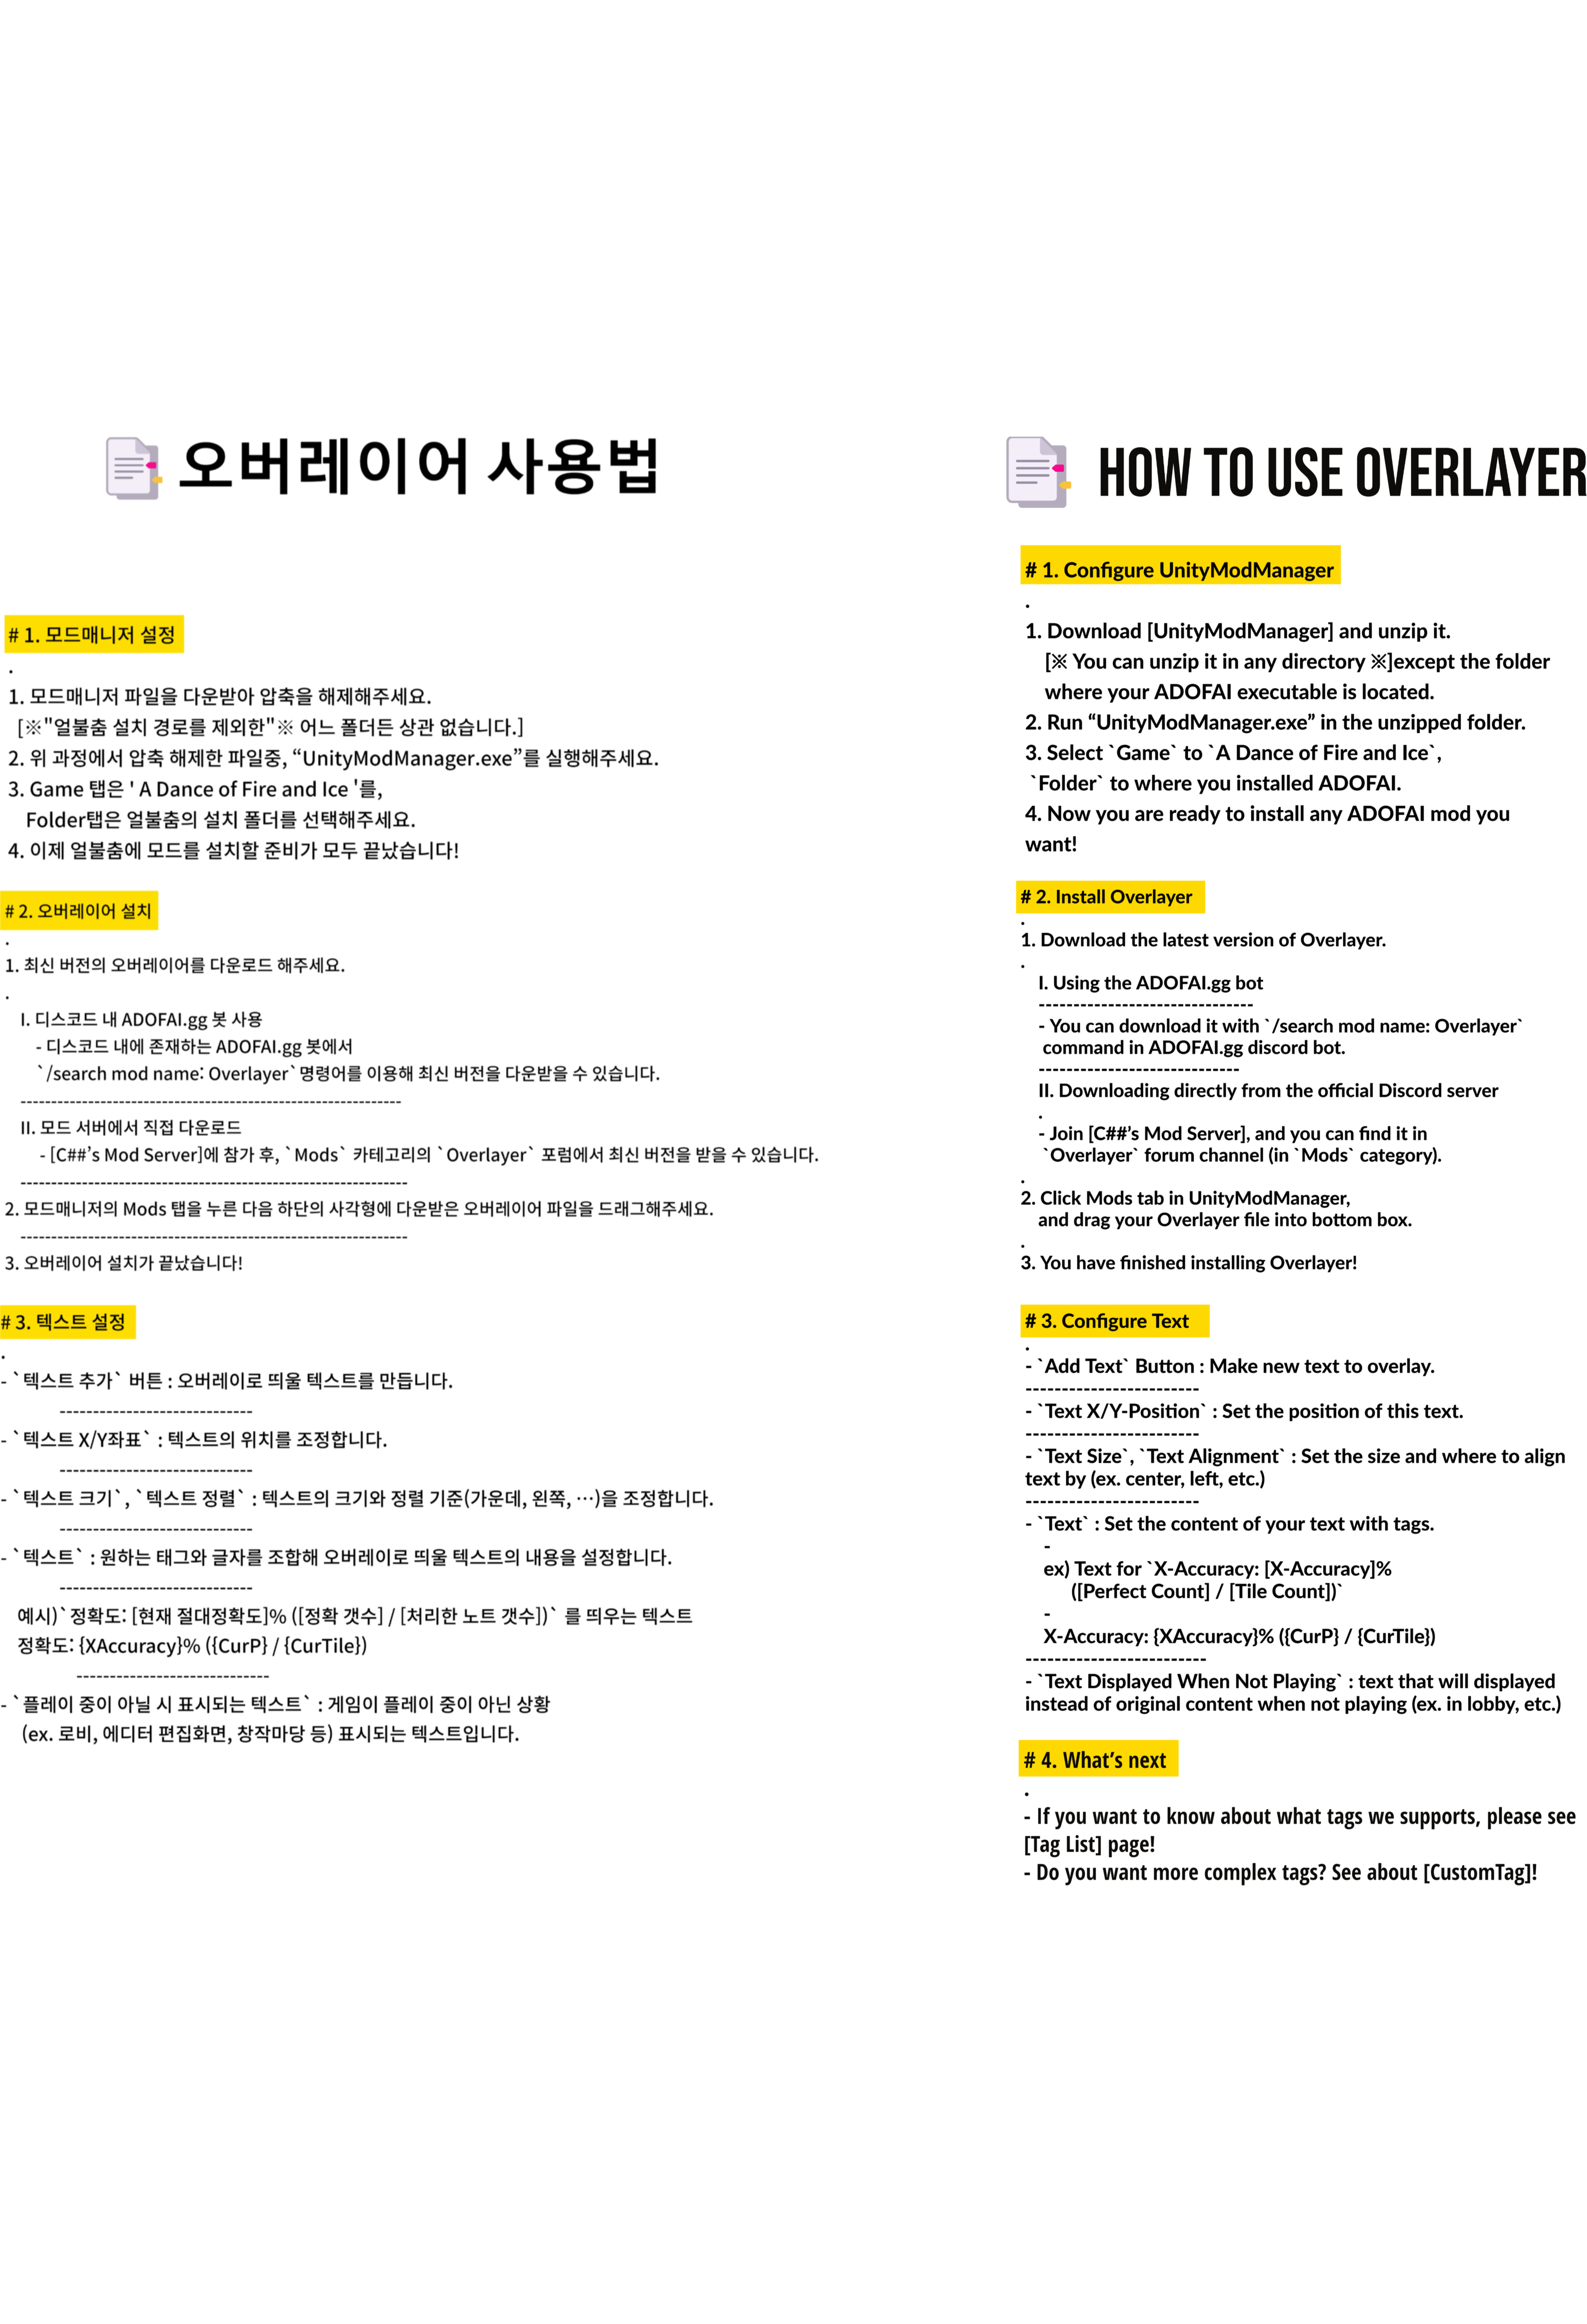 오버레이어 사용법
# 1. 모드매니저 설정
.
1. 모드매니저 파일을 다운받아 압축을 해제해주세요.
[※"얼불춤 설치 경로를 제외한"※ 어느 폴더든 상관 없습니다.]
2. 위 과정에서 압축 해제한 파일중, “UnityModManager.exe”를 실행해주세요.
3. Game 탭은 ' A Dance of Fire and Ice '를,
Folder탭은 얼불춤의 설치 폴더를 선택해주세요.
4. 이제 얼불춤에 모드를 설치할 준비가 모두 끝났습니다!
# 2. 오버레이어 설치
.
1. 최신 버전의 오버레이어를 다운로드 해주세요.
.
I. 디스코드 내 ADOFAI.gg 봇 사용
- 디스코드 내에 존재하는 ADOFAI.gg 봇에서
`/search mod name: Overlayer`명령어를 이용해 최신 버전을 다운받을 수 있습니다.
--------------------------------------------------------------
II. 모드 서버에서 직접 다운로드
- [C##’s Mod Server]에 참가 후, `Mods` 카테고리의 `Overlayer` 포럼에서 최신 버전을 받을 수 있습니다.
---------------------------------------------------------------
2. 모드매니저의 Mods 탭을 누른 다음 하단의 사각형에 다운받은 오버레이어 파일을 드래그해주세요.
---------------------------------------------------------------
3. 오버레이어 설치가 끝났습니다!
# 3. 텍스트 설정
.
- `텍스트 추가` 버튼 : 오버레이로 띄울 텍스트를 만듭니다.
-----------------------------
- `텍스트 X/Y좌표` : 텍스트의 위치를 조정합니다.
-----------------------------
- `텍스트 크기`, `텍스트 정렬` : 텍스트의 크기와 정렬 기준(가운데, 왼쪽, …)을 조정합니다.
-----------------------------
- `텍스트` : 원하는 태그와 글자를 조합해 오버레이로 띄울 텍스트의 내용을 설정합니다.
-----------------------------
예시)`정확도: [현재 절대정확도]% ([정확 갯수] / [처리한 노트 갯수])` 를 띄우는 텍스트
정확도: {XAccuracy}% ({CurP} / {CurTile})
-----------------------------
- `플레이 중이 아닐 시 표시되는 텍스트` : 게임이 플레이 중이 아닌 상황
(ex. 로비, 에디터 편집화면, 창작마당 등) 표시되는 텍스트입니다.
HOW TO USE OVERLAYER
# 1. Configure UnityModManager
.
1. Download [UnityModManager] and unzip it.
[※ You can unzip it in any directory ※]except the folder
where your ADOFAI executable is located.
2. Run “UnityModManager.exe” in the unzipped folder.
3. Select `Game` to `A Dance of Fire and Ice`,
`Folder` to where you installed ADOFAI.
4. Now you are ready to install any ADOFAI mod you
want!
# 2. Install Overlayer
.
1. Download the latest version of Overlayer.
.
I. Using the ADOFAI.gg bot
-------------------------------
- You can download it with `/search mod name: Overlayer`
command in ADOFAI.gg discord bot.
-----------------------------
II. Downloading directly from the official Discord server
.
- Join [C##’s Mod Server], and you can find it in
`Overlayer` forum channel (in `Mods` category).
.
2. Click Mods tab in UnityModManager,
and drag your Overlayer file into bottom box.
.
3. You have finished installing Overlayer!
# 3. Configure Text
.
- `Add Text` Button : Make new text to overlay.
------------------------
- `Text X/Y-Position` : Set the position of this text.
------------------------
- `Text Size`, `Text Alignment` : Set the size and where to align
text by (ex. center, left, etc.)
------------------------
- `Text` : Set the content of your text with tags.
-
ex) Text for `X-Accuracy: [X-Accuracy]%
([Perfect Count] / [Tile Count])`
-
X-Accuracy: {XAccuracy}% ({CurP} / {CurTile})
-------------------------
- `Text Displayed When Not Playing` : text that will displayed
instead of original content when not playing (ex. in lobby, etc.)
# 4. What’s next
.
- If you want to know about what tags we supports, please see
[Tag List] page!
- Do you want more complex tags? See about [CustomTag]!